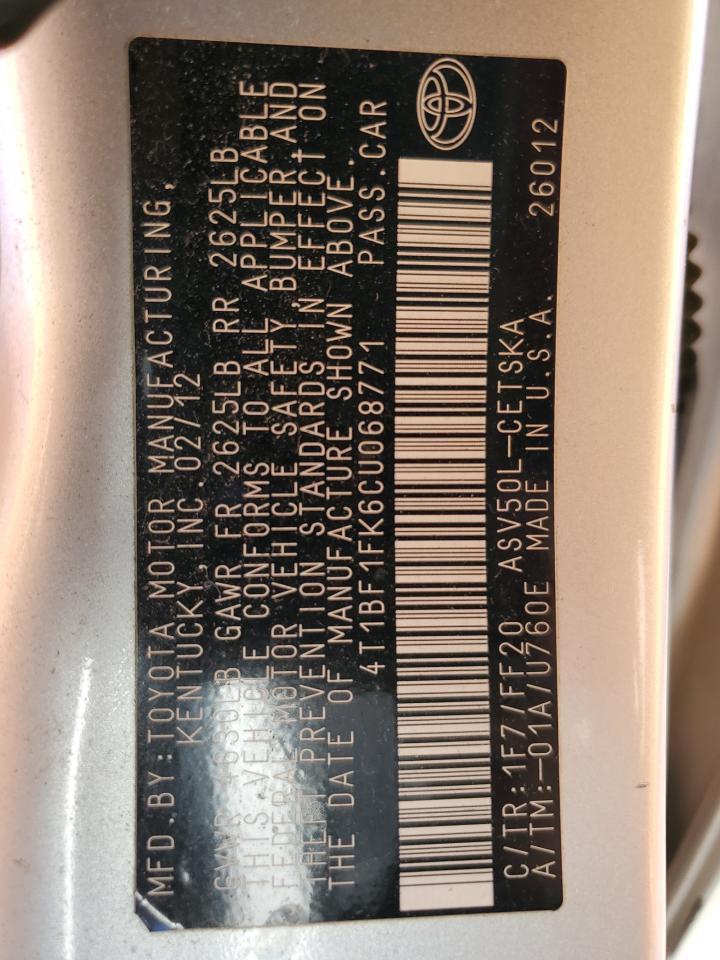 MFD.BY:TOYOTA MOTOR MANUFACTURING,
KENTUCKY,INC.02/12
GVWR 4630LB GAWR FR 2625LB RR 2625LB
THIS VEHICLE CONFORMS TO ALL APPLICABLE
FEDERAL MOTOR VEHICLE SAFETY, BUMPER AND
THEFT PREVENTION STANDARDS IN EFFECT ON
THE DATE OF MANUFACTURE SHOWN ABOVE.
4T1BF1FK6CU068771 PASS.CAR
C/TR:1F7/FF20 ASV50L-CETSKA
A/TM:-01A/U760E MADE IN U.S.A. 26012